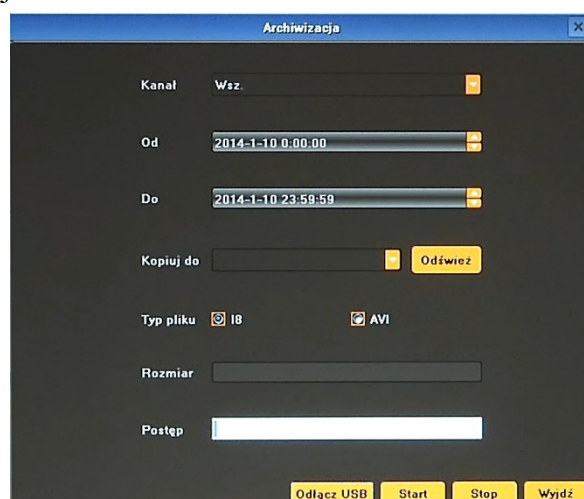 Archiwizacja
Kanał Wsz.
Od 2014-1-10 0:00:00
Do 2014-1-10 23:59:59
Kopiuj do Odśwież
Typ pliku I8 AVI
Rozmiar
Postęp
Odłącz USB Start Stop Wyjdź